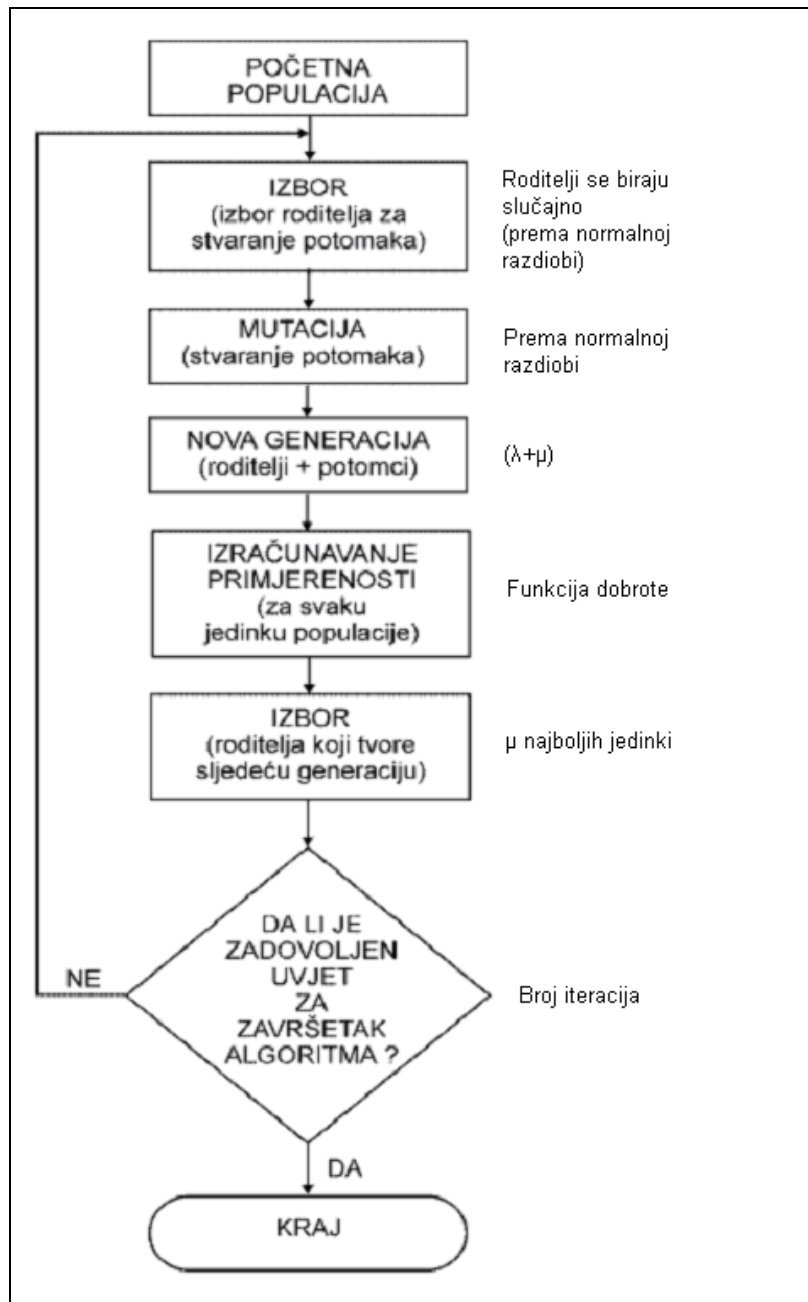 POČETNA
POPULACIJA
IZBOR
(izbor roditelja za
stvaranje potomaka)
Roditelji se biraju
slučajno
(prema normalnoj
razdiobi)
MUTACIJA
(stvaranje potomaka)
Prema normalnoj
razdiobi
NOVA GENERACIJA
(roditelji + potomci)
(λ+μ)
IZRAČUNAVANJE
PRIMJERENOSTI
(za svaku
jedinku populacije)
Funkcija dobrote
IZBOR
(roditelja koji tvore
sljedeću generaciju)
μ najboljih jedinki
DA LI JE
ZADOVOLJEN
UVJET
ZA
ZAVRŠETAK
ALGORITMA ?
NE
Broj iteracija
DA
KRAJ